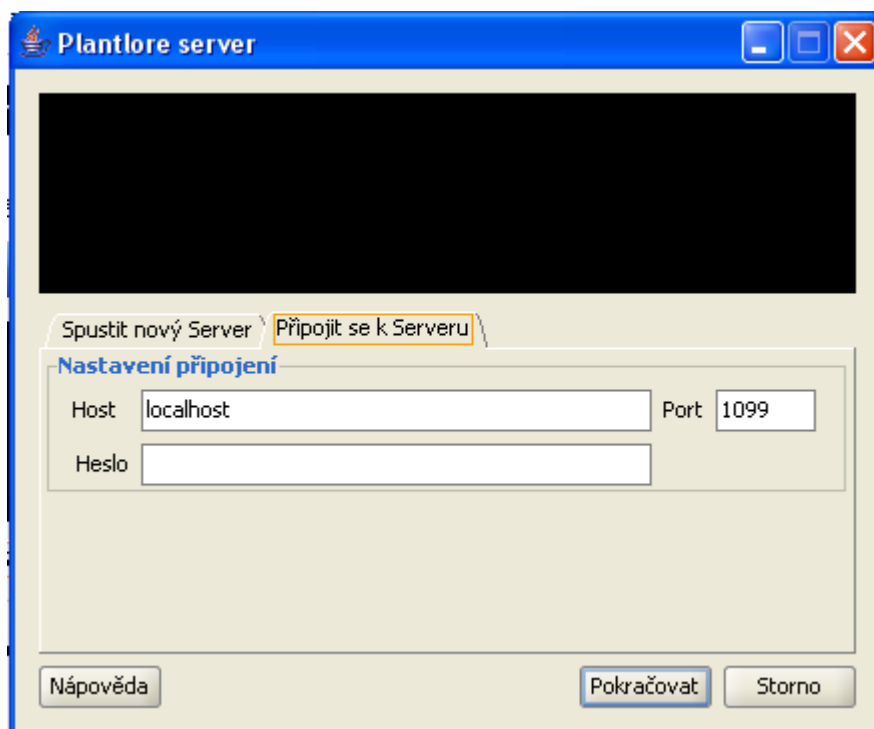 Plantlore server
Spustit nový Server Připojit se k Serveru
Nastavení připojení
Host localhost Port 1099
Heslo
Nápověda Pokračovat Storno